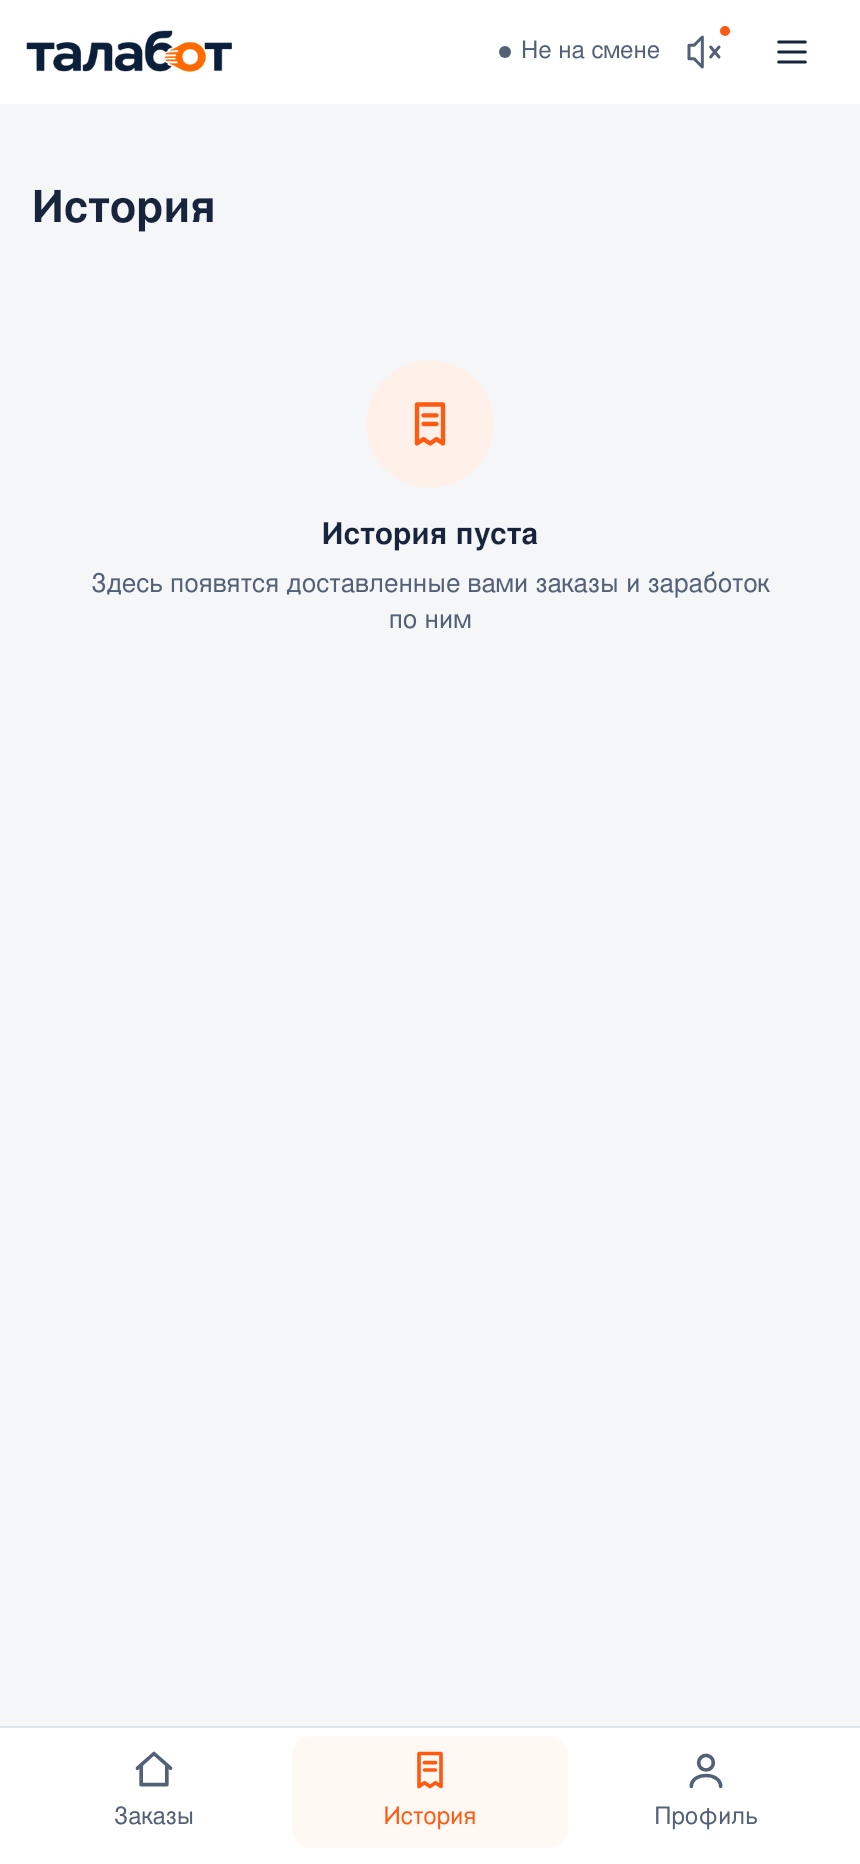 талабот
Не на смене
История
История пуста
Здесь появятся доставленные вами заказы и заработок
по ним
Заказы
История
Профиль